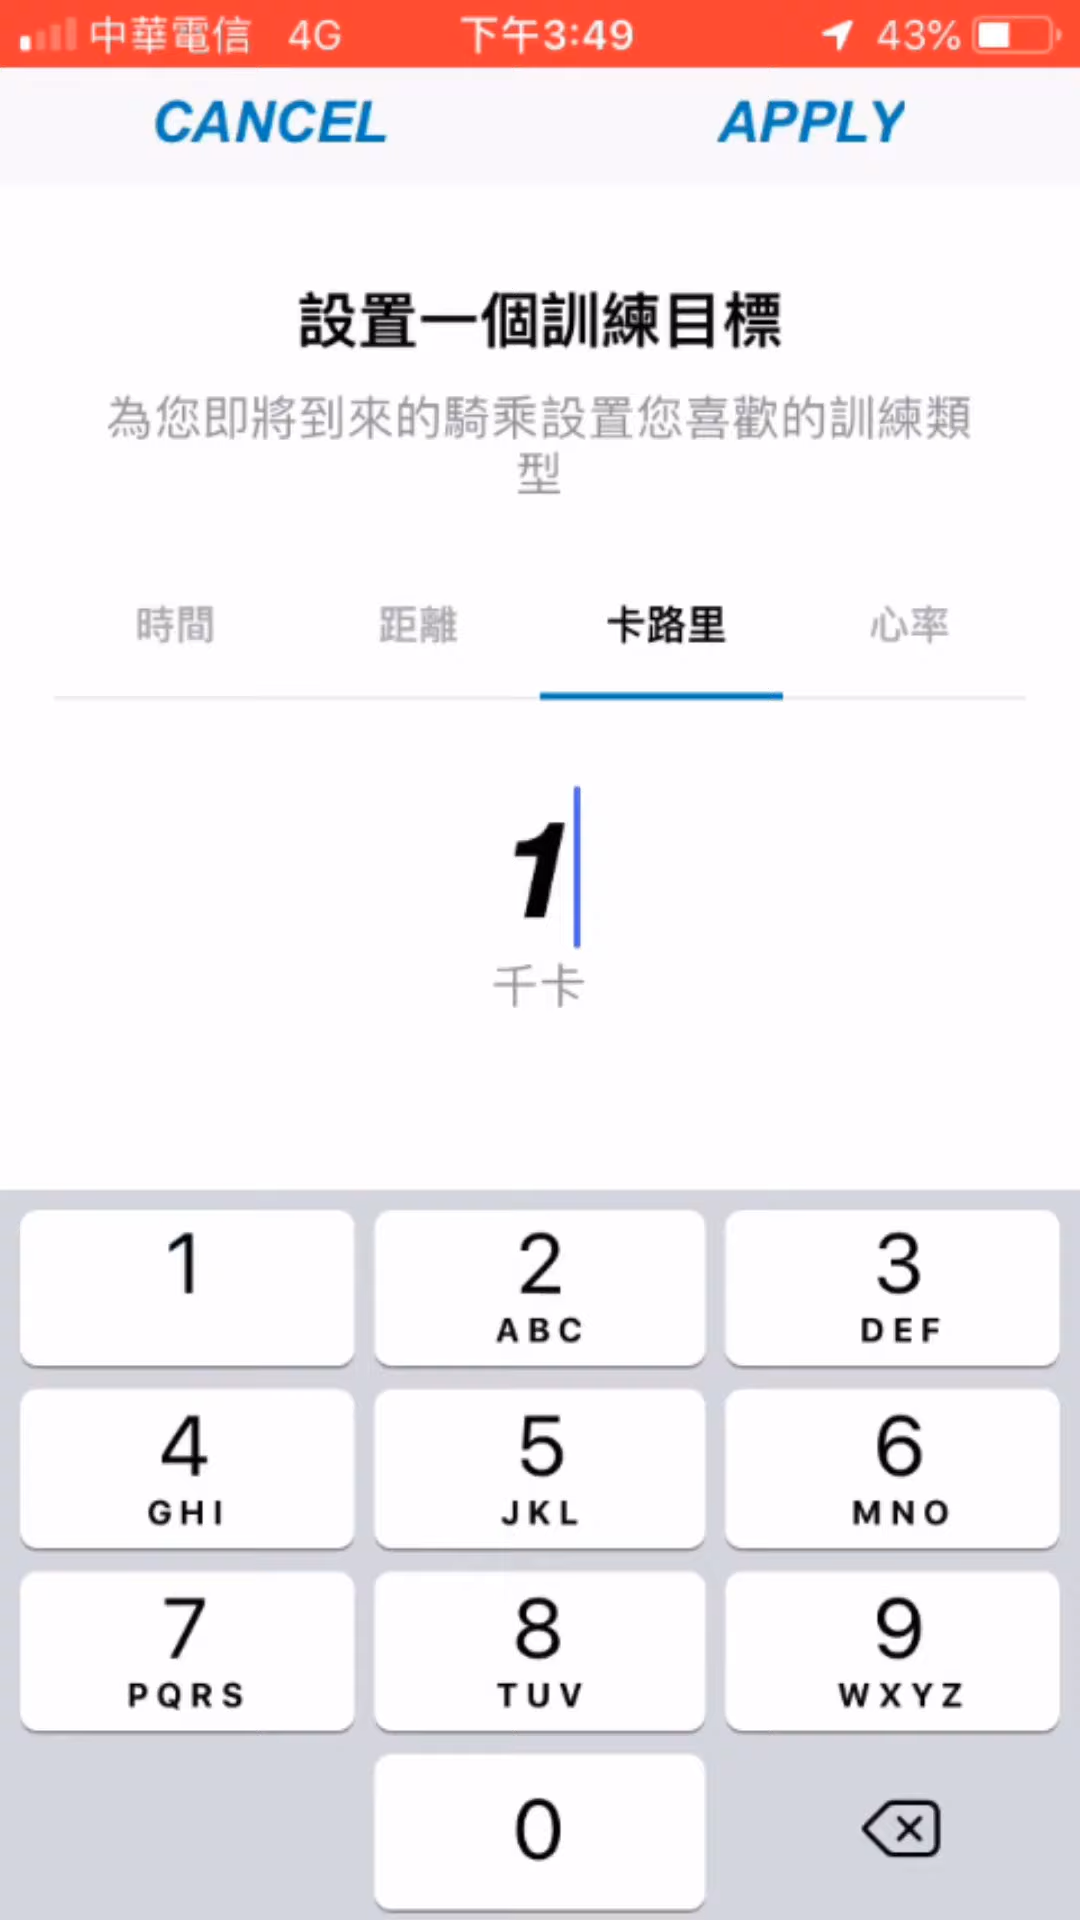 中華電信 4G 下午3:49 43%
CANCEL APPLY
設置一個訓練目標
為您即將到來的騎乘設置您喜歡的訓練類
型
時間 距離 卡路里 心率
1
千卡
1 2 3
ABC DEF
4 5 6
GHI JKL MNO
7 8 9
PQRS TUV WXYZ
0